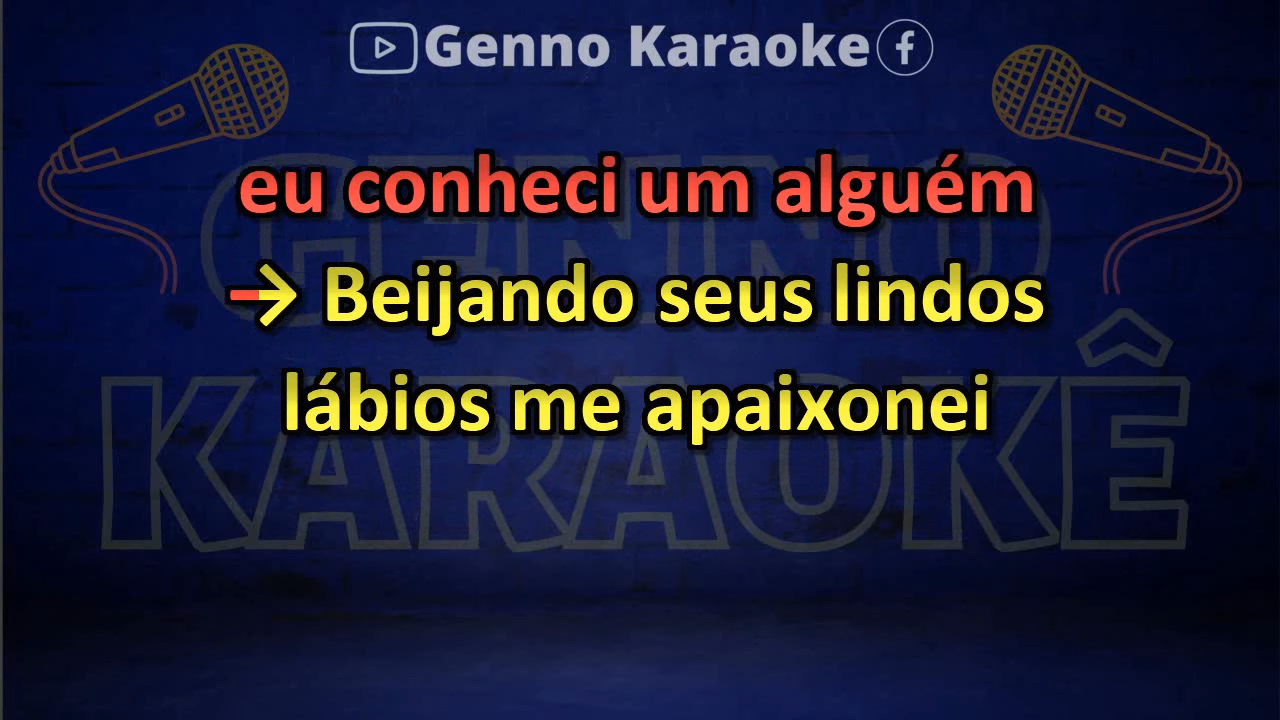 Genno Karaoke
eu conheci um alguém
→ Beijando seus lindos
lábios me apaixonei
GENNO
KARAOKÊ